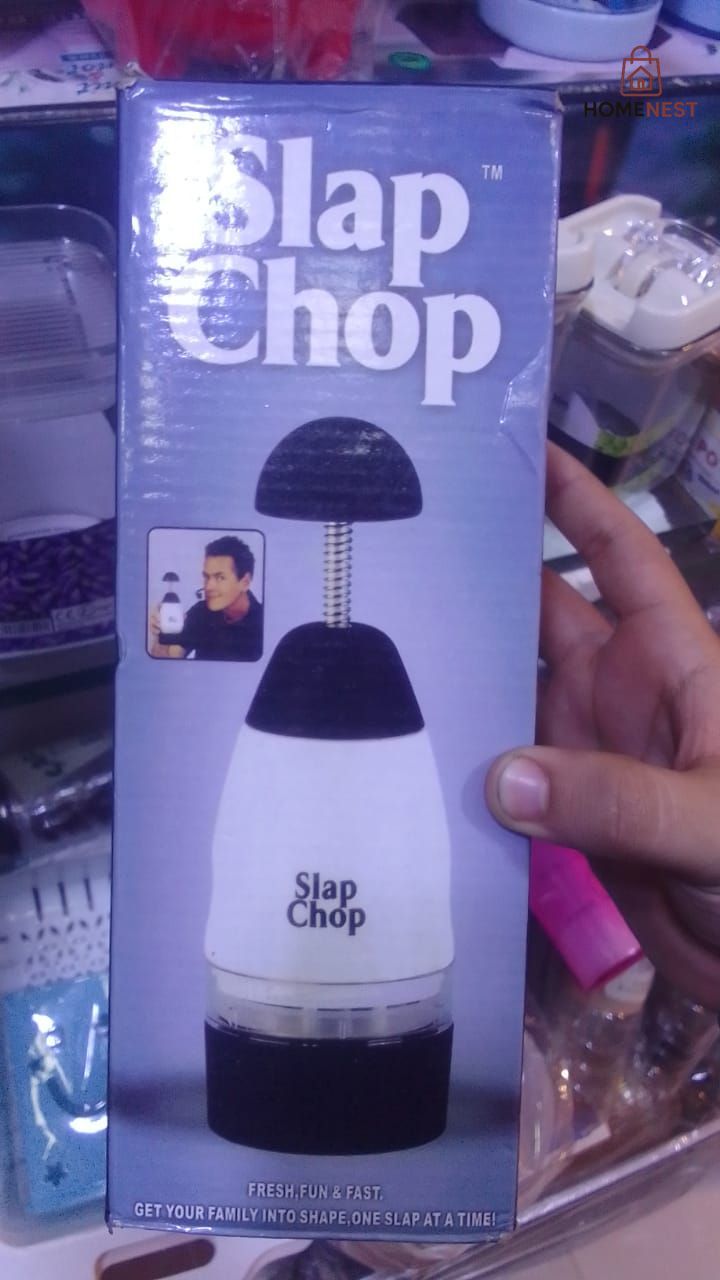 HOMENEST
Slap
Chop
TM
Slap
Chop
FRESH,FUN & FAST.
GET YOUR FAMILY INTO SHAPE,ONE SLAP AT A TIME!